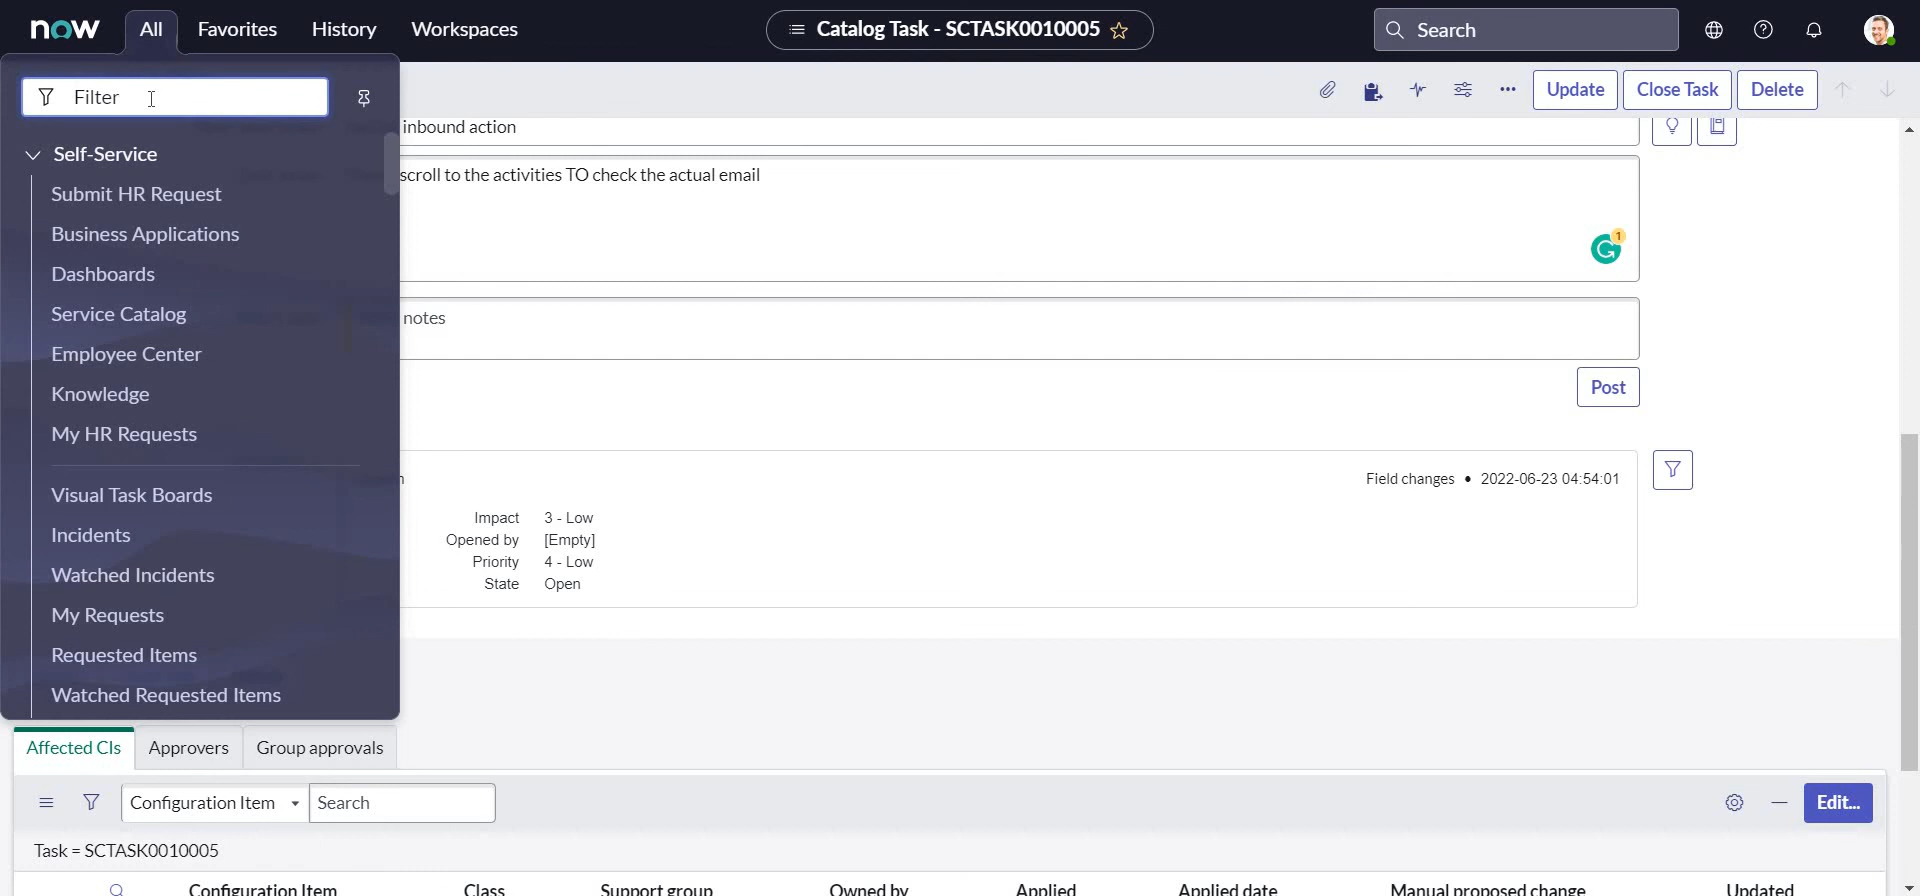 now
All
Favorites
History
Workspaces
Catalog Task - SCTASK0010005
Search
Filter
Update
Close Task
Delete
inbound action
Self-Service
scroll to the activities TO check the actual email
Submit HR Request
Business Applications
1
Dashboards
Service Catalog
notes
Employee Center
Knowledge
Post
My HR Requests
Field changes • 2022-06-23 04:54:01
Visual Task Boards
Impact 3 - Low
Incidents
Opened by [Empty]
Priority 4 - Low
Watched Incidents
State Open
My Requests
Requested Items
Watched Requested Items
Affected CIs
Approvers
Group approvals
Configuration Item
Search
Edit...
Task = SCTASK0010005
Configuration Item Class Support group Owned by Applied Applied date Manual proposed change Updated